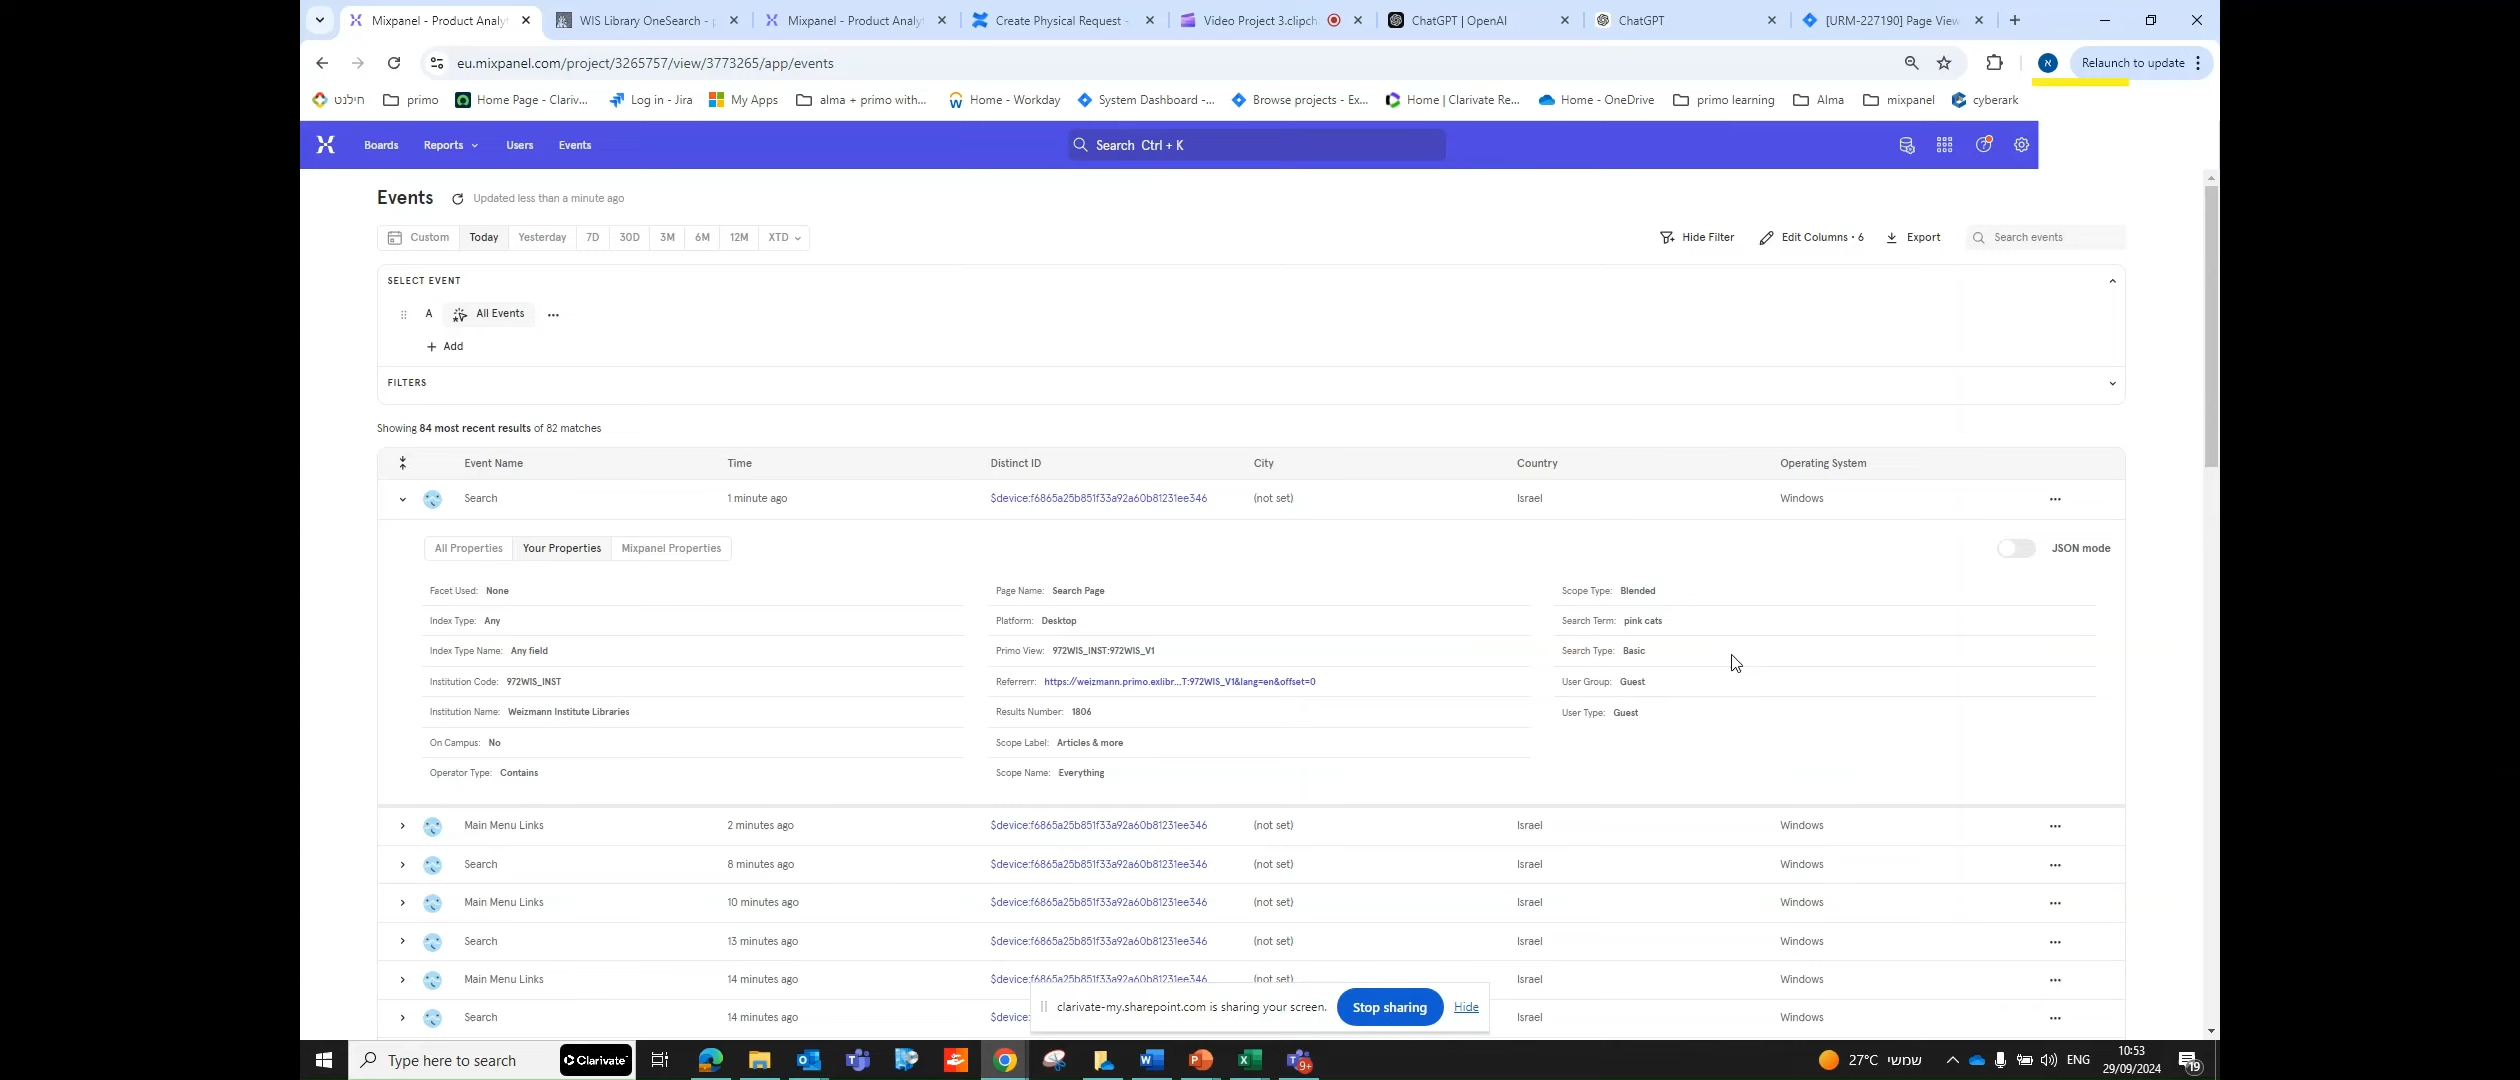 Mixpanel - Product Analyt
WIS Library OneSearch - p
Mixpanel - Product Analyt
Create Physical Request -
Video Project 3.clipch
ChatGPT | OpenAI
ChatGPT
[URM-227190] Page View
eu.mixpanel.com/project/3265757/view/3773265/app/events
א
Relaunch to update
חילנט
primo
Home Page - Clariv...
Log in - Jira
My Apps
alma + primo with...
Home - Workday
System Dashboard -...
Browse projects - Ex...
Home | Clarivate Re...
Home - OneDrive
primo learning
Alma
mixpanel
cyberark
Boards
Reports
Users
Events
Search Ctrl + K
Events
Updated less than a minute ago
Custom
Today
Yesterday
7D
30D
3M
6M
12M
XTD
Hide Filter
Edit Columns • 6
Export
Search events
SELECT EVENT
A
All Events
...
+ Add
FILTERS
Showing 84 most recent results of 82 matches
Event Name Time Distinct ID City Country Operating System
Search 1 minute ago $device:f6865a25b851f33a92a60b81231ee346 (not set) Israel Windows ...
All Properties
Your Properties
Mixpanel Properties
JSON mode
Facet Used: None
Index Type: Any
Index Type Name: Any field
Institution Code: 972WIS_INST
Institution Name: Weizmann Institute Libraries
On Campus: No
Operator Type: Contains
Page Name: Search Page
Platform: Desktop
Primo View: 972WIS_INST:972WIS_V1
Referrerr: https://weizmann.primo.exlibr...T:972WIS_V1&lang=en&offset=0
Results Number: 1806
Scope Label: Articles & more
Scope Name: Everything
Scope Type: Blended
Search Term: pink cats
Search Type: Basic
User Group: Guest
User Type: Guest
Main Menu Links 2 minutes ago $device:f6865a25b851f33a92a60b81231ee346 (not set) Israel Windows ...
Search 8 minutes ago $device:f6865a25b851f33a92a60b81231ee346 (not set) Israel Windows ...
Main Menu Links 10 minutes ago $device:f6865a25b851f33a92a60b81231ee346 (not set) Israel Windows ...
Search 13 minutes ago $device:f6865a25b851f33a92a60b81231ee346 (not set) Israel Windows ...
Main Menu Links 14 minutes ago $device:f6865a25b851f33a92a60b81231ee346 (not set) Israel Windows ...
Search 14 minutes ago $device: Israel Windows ...
clarivate-my.sharepoint.com is sharing your screen.
Stop sharing
Hide
Type here to search
Clarivate
9+
27°C שמשי
ENG
10:53
29/09/2024
19